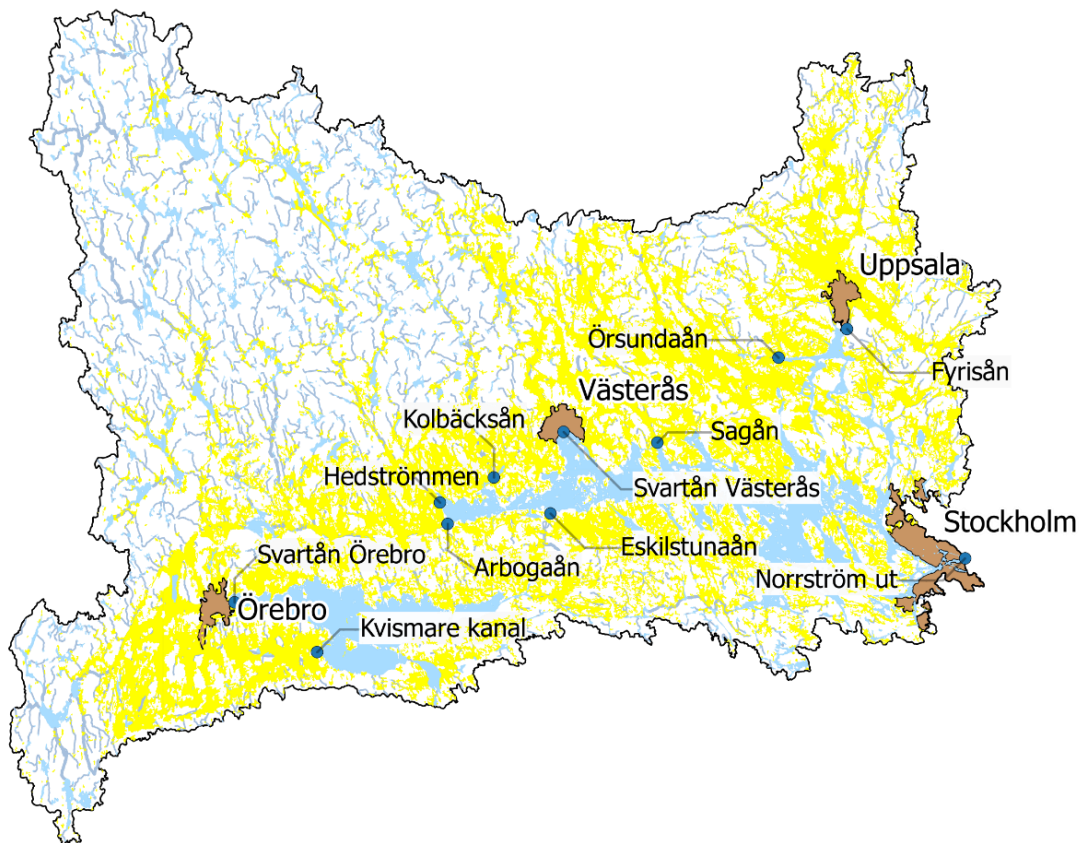 Uppsala
Örsundaån
Fyrisån
Västerås
Kolbäcksån
Sagån
Hedströmmen
Svartån Västerås
Stockholm
Eskilstunaån
Svartån Örebro
Arbogaån
Norrström ut
Örebro
Kvismare kanal